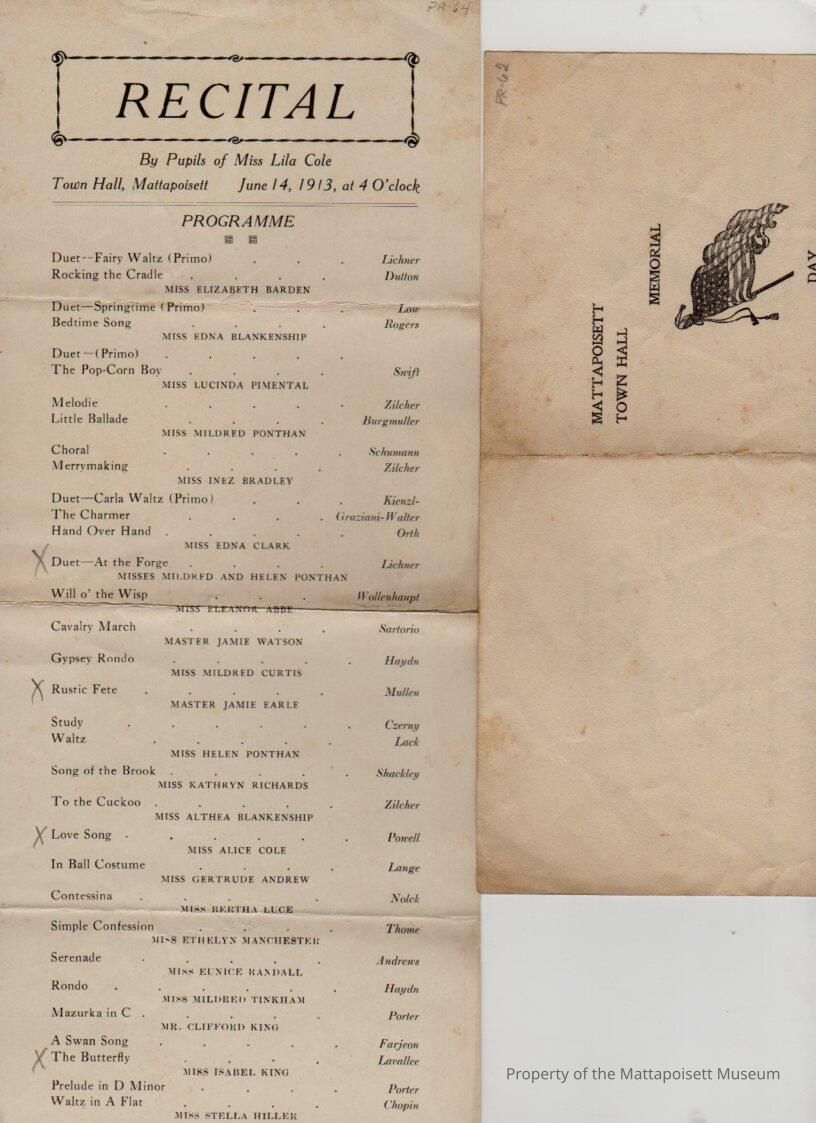 PR-64
RECITAL
By Pupils of Miss Lila Cole
Town Hall, Mattapoisett June 14, 1913, at 4 O'clock
PROGRAMME
Duet--Fairy Waltz (Primo) . . . Lichner
Rocking the Cradle . . . . Dutton
MISS ELIZABETH BARDEN
Duet—Springtime (Primo) . . . Low
Bedtime Song . . . . Rogers
MISS EDNA BLANKENSHIP
Duet—(Primo) . . . . .
The Pop-Corn Boy . . . . Swift
MISS LUCINDA PIMENTAL
Melodie . . . . . Zilcher
Little Ballade . . . . Burgmuller
MISS MILDRED PONTHAN
Choral . . . . . Schumann
Merrymaking . . . . Zilcher
MISS INEZ BRADLEY
Duet—Carla Waltz (Primo) . . . Kienzl-
The Charmer . . . . Graziani-Walter
Hand Over Hand . . . . . Orth
MISS EDNA CLARK
X Duet—At the Forge . . . . Lichner
MISSES MILDRED AND HELEN PONTHAN
Will o' the Wisp . . . Wollenhaupt
MISS ELEANOR ABBE
Cavalry March . . . . Sartorio
MASTER JAMIE WATSON
Gypsey Rondo . . . . . Haydn
MISS MILDRED CURTIS
X Rustic Fete . . . . . Mullen
MASTER JAMIE EARLE
Study . . . . . . Czerny
Waltz . . . . . Lack
MISS HELEN PONTHAN
Song of the Brook . . . . . Shackley
MISS KATHRYN RICHARDS
To the Cuckoo . . . . . Zilcher
MISS ALTHEA BLANKENSHIP
X Love Song . . . . . . Powell
MISS ALICE COLE
In Ball Costume . . . . Lange
MISS GERTRUDE ANDREW
Contessina . . . . . Nolck
MISS BERTHA LUCE
Simple Confession . . . . . Thome
MISS ETHELYN MANCHESTER
Serenade . . . . . Andrews
MISS EUNICE RANDALL
Rondo . . . . . . Haydn
MISS MILDRED TINKHAM
Mazurka in C . . . . . Porter
MR. CLIFFORD KING
A Swan Song . . . . . Farjeon
X The Butterfly . . . . Lavallee
MISS ISABEL KING
Prelude in D Minor . . . . Porter
Waltz in A Flat . . . . Chopin
MISS STELLA HILLER
PR-62
MATTAPOISETT
TOWN HALL
MEMORIAL
DAY
Property of the Mattapoisett Museum